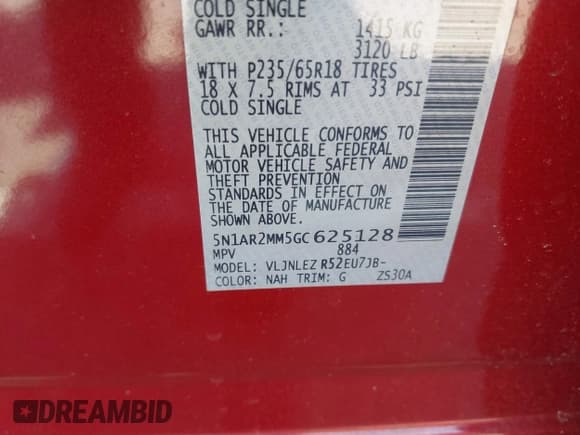 COLD SINGLE
GAWR RR.: 1415 KG
3120 LB
WITH P235/65R18 TIRES
18 X 7.5 RIMS AT 33 PSI
COLD SINGLE
THIS VEHICLE CONFORMS TO
ALL APPLICABLE FEDERAL
MOTOR VEHICLE SAFETY AND
THEFT PREVENTION
STANDARDS IN EFFECT ON
THE DATE OF MANUFACTURE
SHOWN ABOVE.
5N1AR2MM5GC625128
MPV 884
MODEL: VLJNLEZ R52EU7JB-
COLOR: NAH TRIM: G ZS30A
DREAMBID